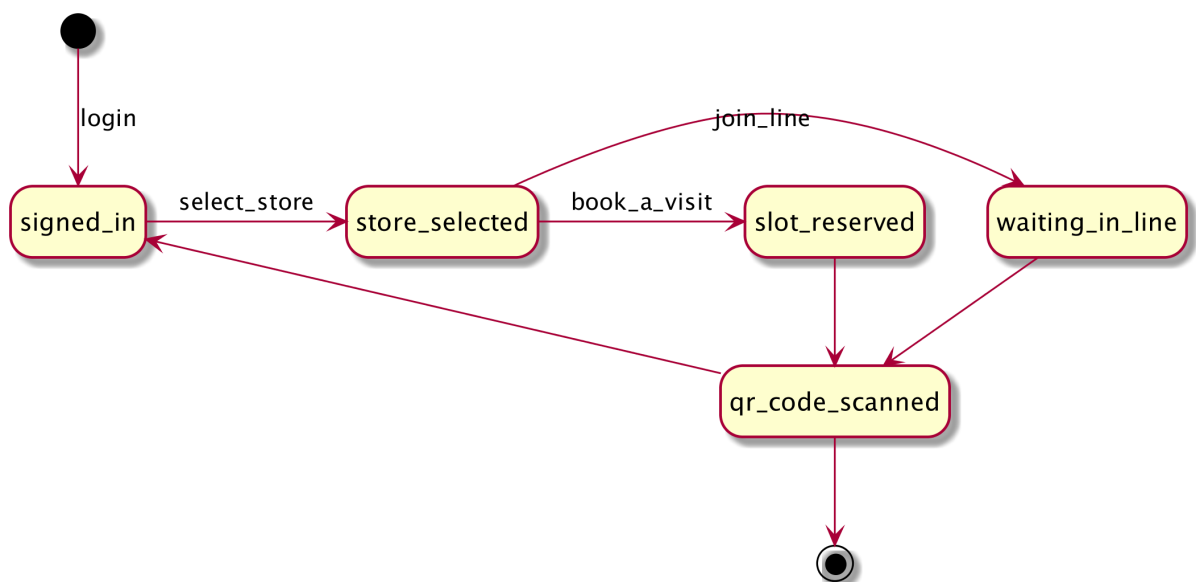 login
join_line
select_store
book_a_visit
signed_in
store_selected
slot_reserved
waiting_in_line
qr_code_scanned